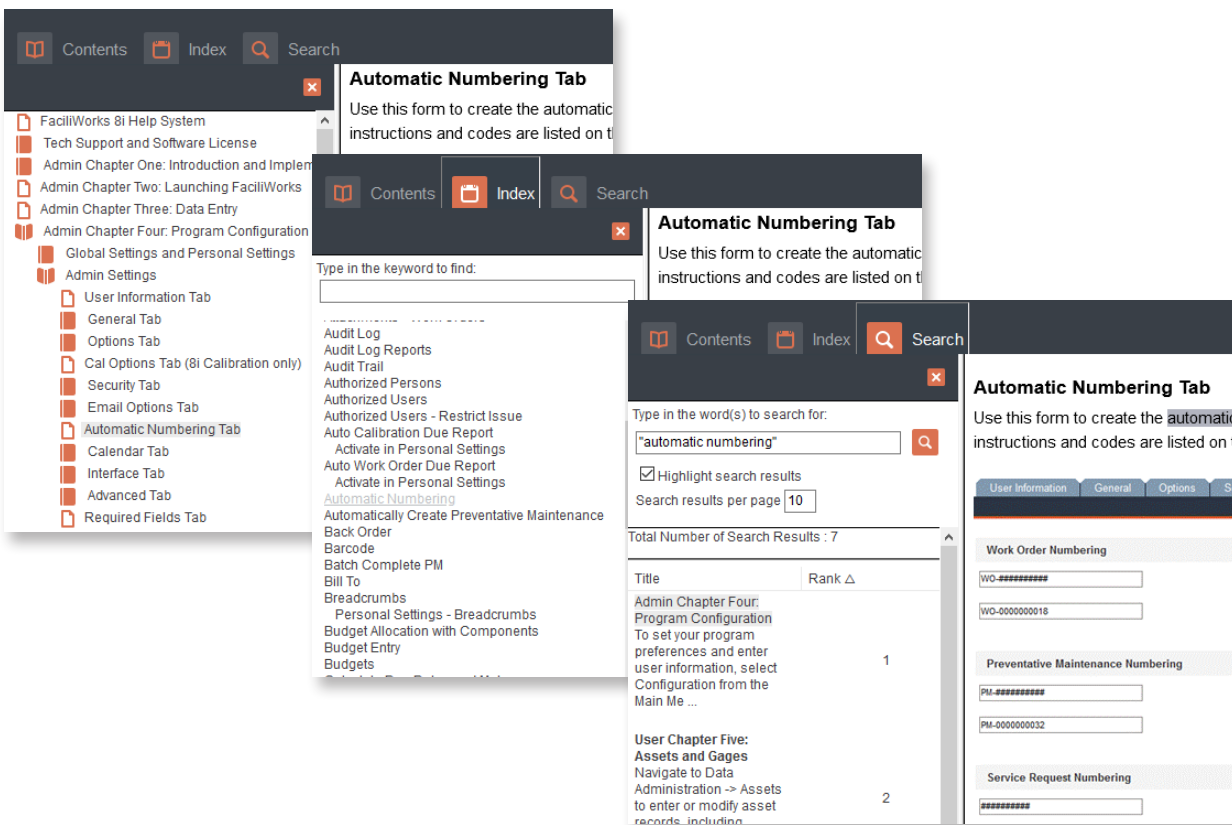 Contents Index Search
Automatic Numbering Tab
Use this form to create the automatic
instructions and codes are listed on
FaciliWorks 8i Help System
Tech Support and Software License
Admin Chapter One: Introduction and Implem
Admin Chapter Two: Launching FaciliWorks
Admin Chapter Three: Data Entry
Admin Chapter Four: Program Configuration
Global Settings and Personal Settings
Admin Settings
User Information Tab
General Tab
Options Tab
Cal Options Tab (8i Calibration only)
Security Tab
Email Options Tab
Automatic Numbering Tab
Calendar Tab
Interface Tab
Advanced Tab
Required Fields Tab
Contents Index Search
Automatic Numbering Tab
Use this form to create the automatic
instructions and codes are listed on
Type in the keyword to find:
Audit Log
Audit Log Reports
Audit Trail
Authorized Persons
Authorized Users
Authorized Users - Restrict Issue
Auto Calibration Due Report
Activate in Personal Settings
Auto Work Order Due Report
Activate in Personal Settings
Automatic Numbering
Automatically Create Preventative Maintenance
Back Order
Barcode
Batch Complete PM
Bill To
Breadcrumbs
Personal Settings - Breadcrumbs
Budget Allocation with Components
Budget Entry
Budgets
Contents Index Search
Type in the word(s) to search for:
"automatic numbering"
Highlight search results
Search results per page 10
Total Number of Search Results : 7
Title Rank △
Admin Chapter Four:
Program Configuration
To set your program
preferences and enter
user information, select
Configuration from the
Main Me ...
1
User Chapter Five:
Assets and Gages
Navigate to Data
Administration -> Assets
to enter or modify asset
records, including
2
Automatic Numbering Tab
Use this form to create the automatic
instructions and codes are listed on
User Information General Options S
Work Order Numbering
WO-##########
WO-0000000018
Preventative Maintenance Numbering
PM-##########
PM-0000000032
Service Request Numbering
##########